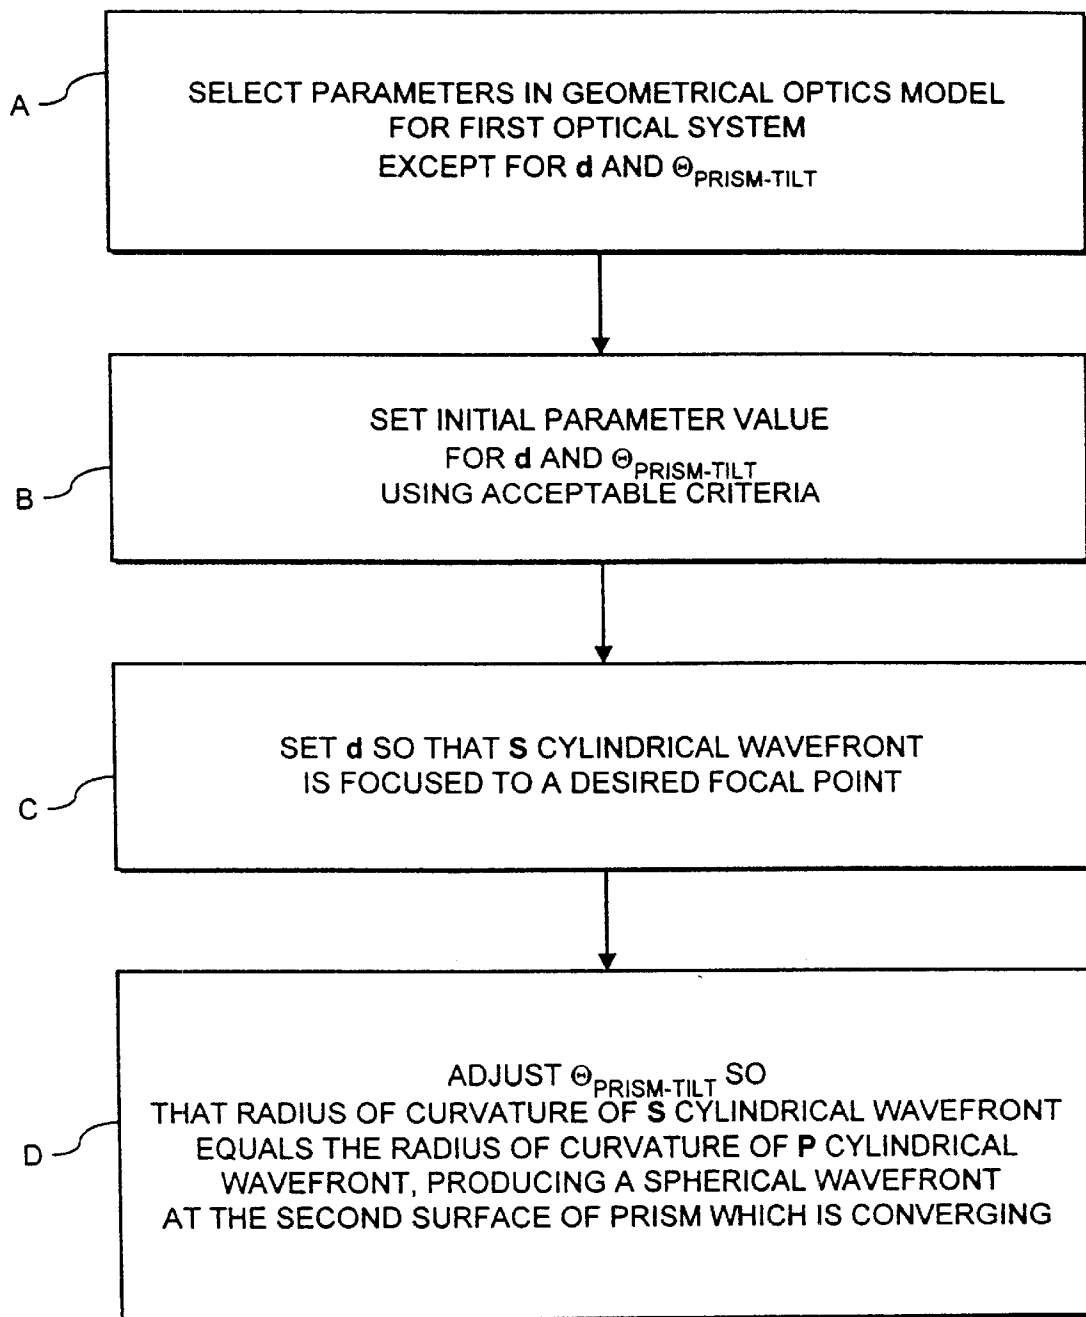 A
SELECT PARAMETERS IN GEOMETRICAL OPTICS MODEL
FOR FIRST OPTICAL SYSTEM
EXCEPT FOR d AND ΘPRISM-TILT
B
SET INITIAL PARAMETER VALUE
FOR d AND ΘPRISM-TILT
USING ACCEPTABLE CRITERIA
C
SET d SO THAT S CYLINDRICAL WAVEFRONT
IS FOCUSED TO A DESIRED FOCAL POINT
D
ADJUST ΘPRISM-TILT SO
THAT RADIUS OF CURVATURE OF S CYLINDRICAL WAVEFRONT
EQUALS THE RADIUS OF CURVATURE OF P CYLINDRICAL
WAVEFRONT, PRODUCING A SPHERICAL WAVEFRONT
AT THE SECOND SURFACE OF PRISM WHICH IS CONVERGING